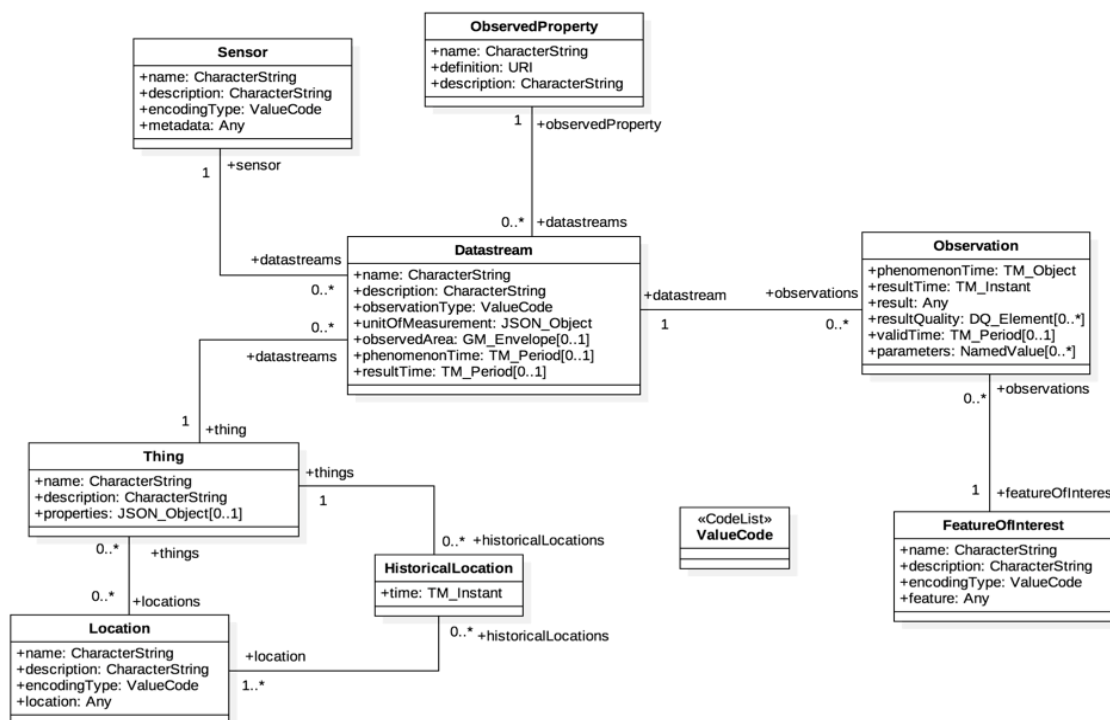 ObservedProperty
+name: CharacterString
+definition: URI
+description: CharacterString
Sensor
+name: CharacterString
+description: CharacterString
+encodingType: ValueCode
+metadata: Any
1
+observedProperty
1
+sensor
0..*
+datastreams
+datastreams
0..*
Datastream
+name: CharacterString
+description: CharacterString
+observationType: ValueCode
+unitOfMeasurement: JSON_Object
+observedArea: GM_Envelope[0..1]
+phenomenonTime: TM_Period[0..1]
+resultTime: TM_Period[0..1]
+datastream
1
+observations
0..*
Observation
+phenomenonTime: TM_Object
+resultTime: TM_Instant
+result: Any
+resultQuality: DQ_Element[0..*]
+validTime: TM_Period[0..1]
+parameters: NamedValue[0..*]
0..*
+datastreams
1
+thing
0..*
+observations
1
+featureOfInterest
Thing
+name: CharacterString
+description: CharacterString
+properties: JSON_Object[0..1]
+things
1
0..*
+historicalLocations
«CodeList»
ValueCode
FeatureOfInterest
+name: CharacterString
+description: CharacterString
+encodingType: ValueCode
+feature: Any
0..*
+things
0..*
+locations
HistoricalLocation
+time: TM_Instant
0..*
+historicalLocations
Location
+name: CharacterString
+description: CharacterString
+encodingType: ValueCode
+location: Any
+location
1..*